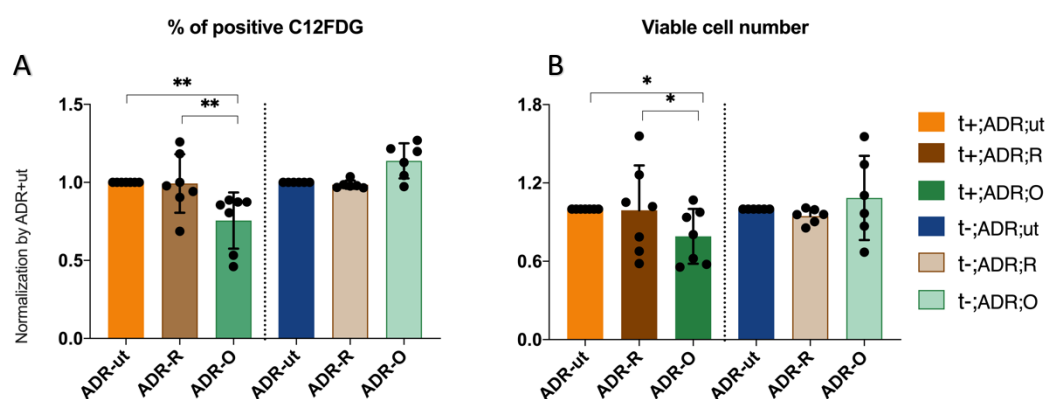 % of positive C12FDG
Viable cell number
A
B
**
**
*
*
Normalization by ADR+ut
1.5
1.0
0.5
0.0
ADR-ut
ADR-R
ADR-O
ADR-ut
ADR-R
ADR-O
1.8
1.2
0.6
0.0
ADR-ut
ADR-R
ADR-O
ADR-ut
ADR-R
ADR-O
t+;ADR;ut
t+;ADR;R
t+;ADR;O
t-;ADR;ut
t-;ADR;R
t-;ADR;O